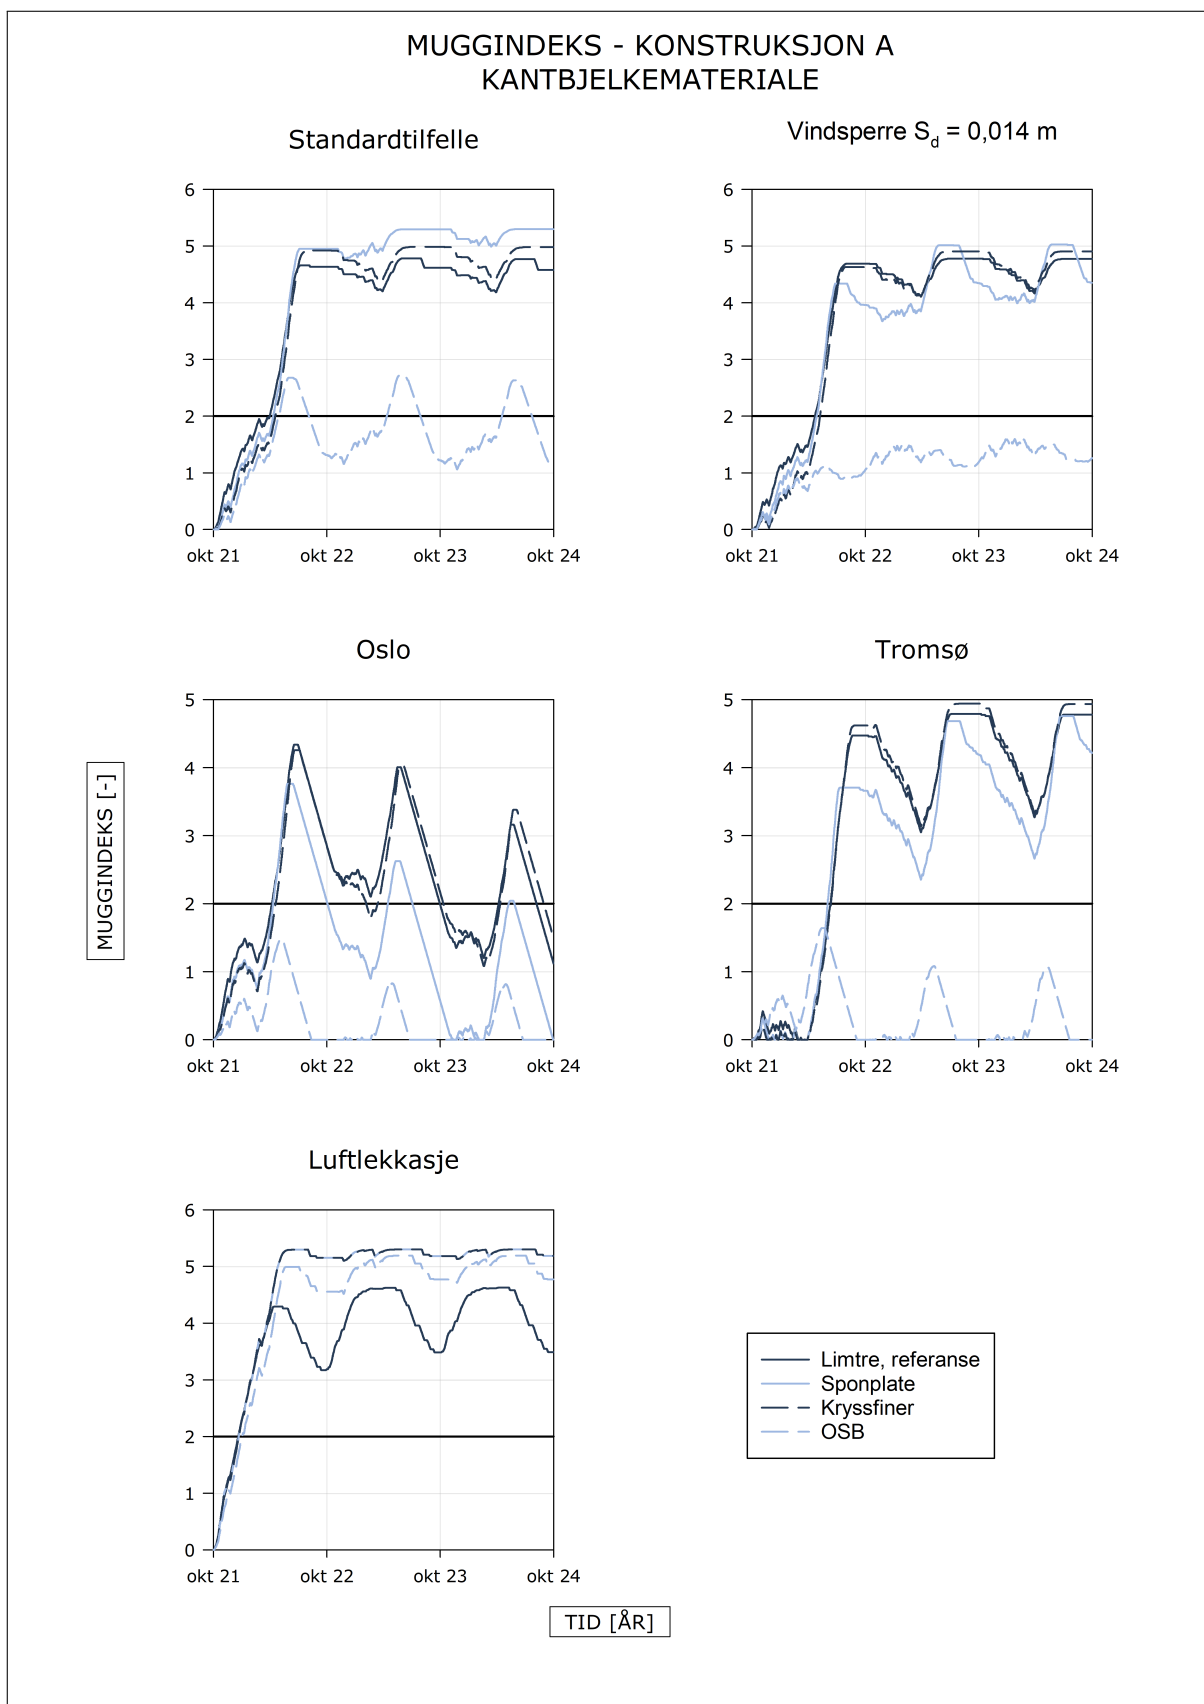 MUGGINDEKS - KONSTRUKSJON A
KANTBJELKEMATERIALE
Standardtilfelle
6
5
4
3
2
1
0
okt 21 okt 22 okt 23 okt 24
Vindsperre Sd = 0,014 m
6
5
4
3
2
1
0
okt 21 okt 22 okt 23 okt 24
MUGGINDEKS [-]
Oslo
5
4
3
2
1
0
okt 21 okt 22 okt 23 okt 24
Tromsø
5
4
3
2
1
0
okt 21 okt 22 okt 23 okt 24
Luftlekkasje
6
5
4
3
2
1
0
okt 21 okt 22 okt 23 okt 24
Limtre, referanse
Sponplate
Kryssfiner
OSB
TID [ÅR]